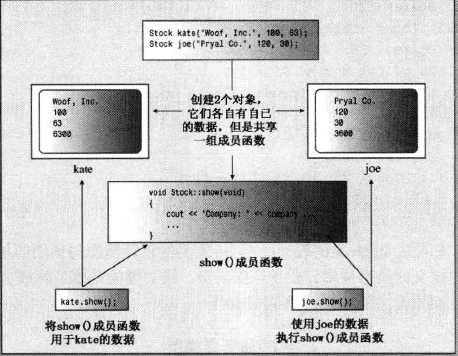 Stock kate("Woof, Inc.", 100, 63);
Stock joe("Pryal Co.", 120, 30);
Woof, Inc.
100
63
6300
kate
创建2个对象，
它们各自有自己
的数据，但是共享
一组成员函数
Pryal Co.
120
30
3600
joe
void Stock::show(void)
{
cout << 'Company: " << company ...
...
}
show()成员函数
kate.show();
将show()成员函数
用于kate的数据
joe.show();
使用joe的数据
执行show()成员函数